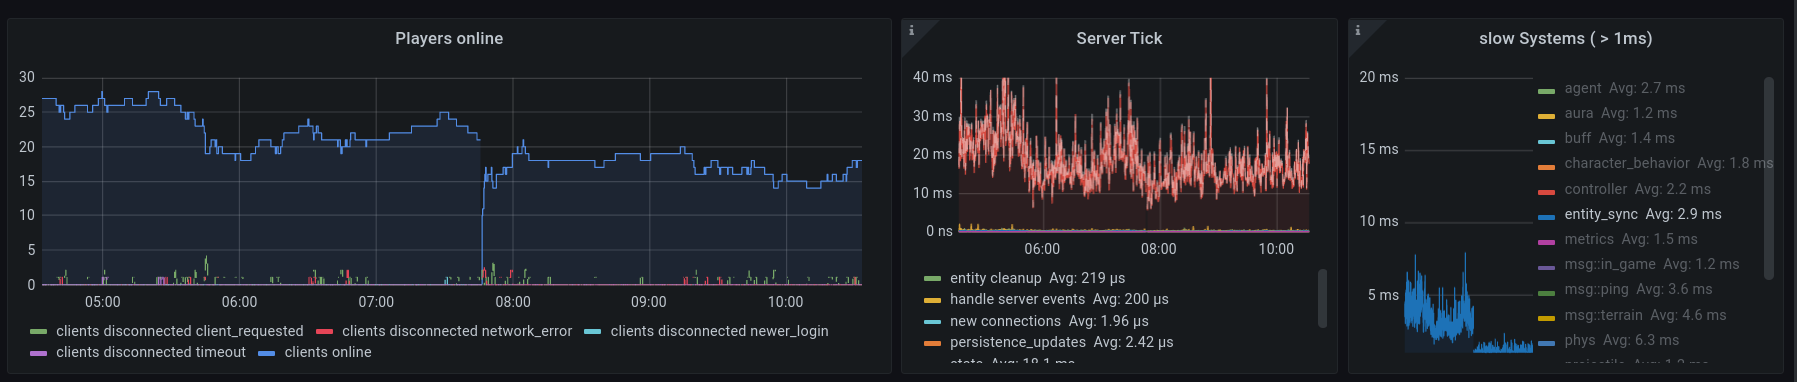 Players online
30
25
20
15
10
5
0
05:00 06:00 07:00 08:00 09:00 10:00
clients disconnected client_requested clients disconnected network_error clients disconnected newer_login
clients disconnected timeout clients online
i
Server Tick
40 ms
30 ms
20 ms
10 ms
0 ns
06:00 08:00 10:00
entity cleanup Avg: 219 µs
handle server events Avg: 200 µs
new connections Avg: 1.96 µs
persistence_updates Avg: 2.42 µs
i
slow Systems ( > 1ms)
20 ms
15 ms
10 ms
5 ms
agent Avg: 2.7 ms
aura Avg: 1.2 ms
buff Avg: 1.4 ms
character_behavior Avg: 1.8 ms
controller Avg: 2.2 ms
entity_sync Avg: 2.9 ms
metrics Avg: 1.5 ms
msg::in_game Avg: 1.2 ms
msg::ping Avg: 3.6 ms
msg::terrain Avg: 4.6 ms
phys Avg: 6.3 ms